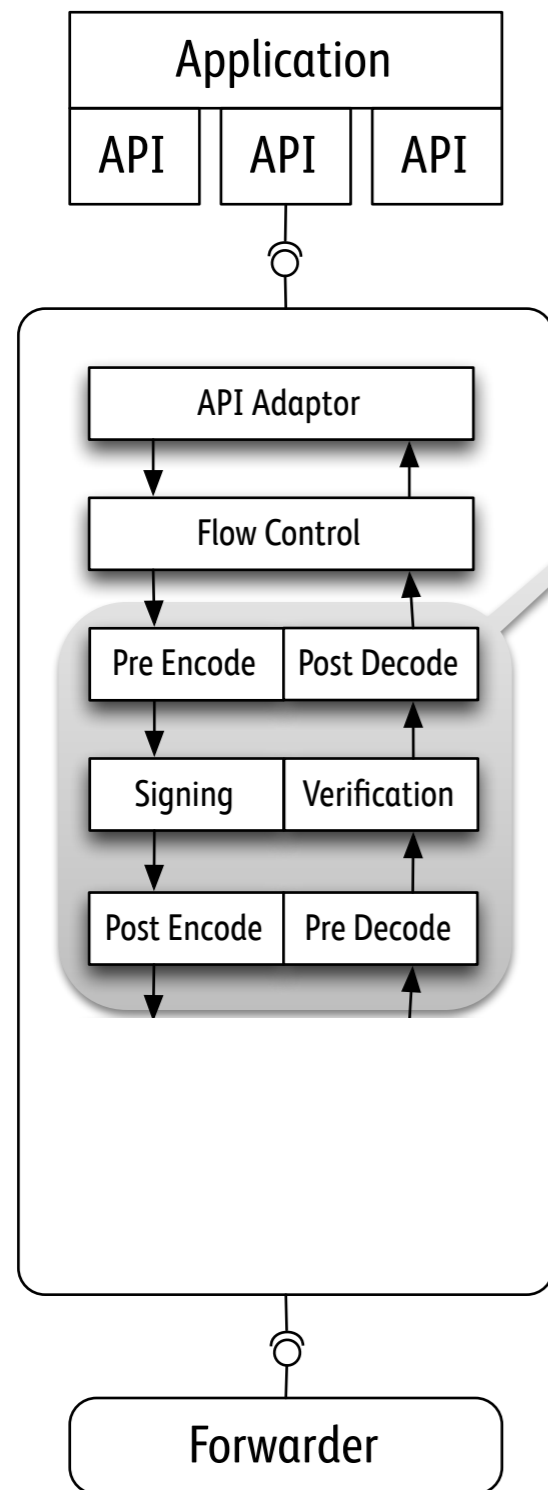 Application
API API API
API Adaptor
Flow Control
Pre Encode Post Decode
Signing Verification
Post Encode Pre Decode
Forwarder